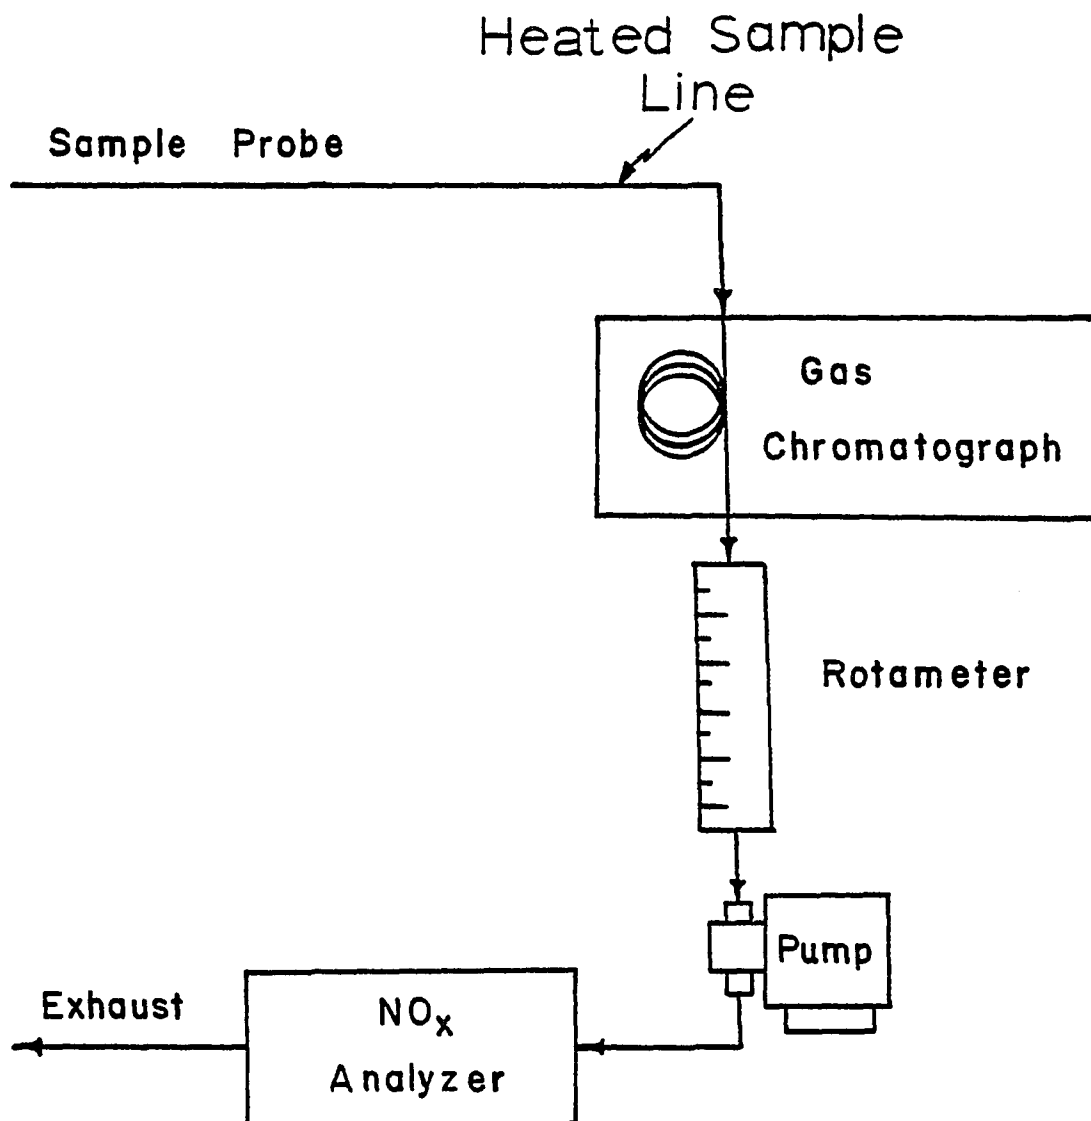 Heated Sample
Line
Sample Probe
Gas
Chromatograph
Rotameter
Pump
Exhaust
NOx
Analyzer